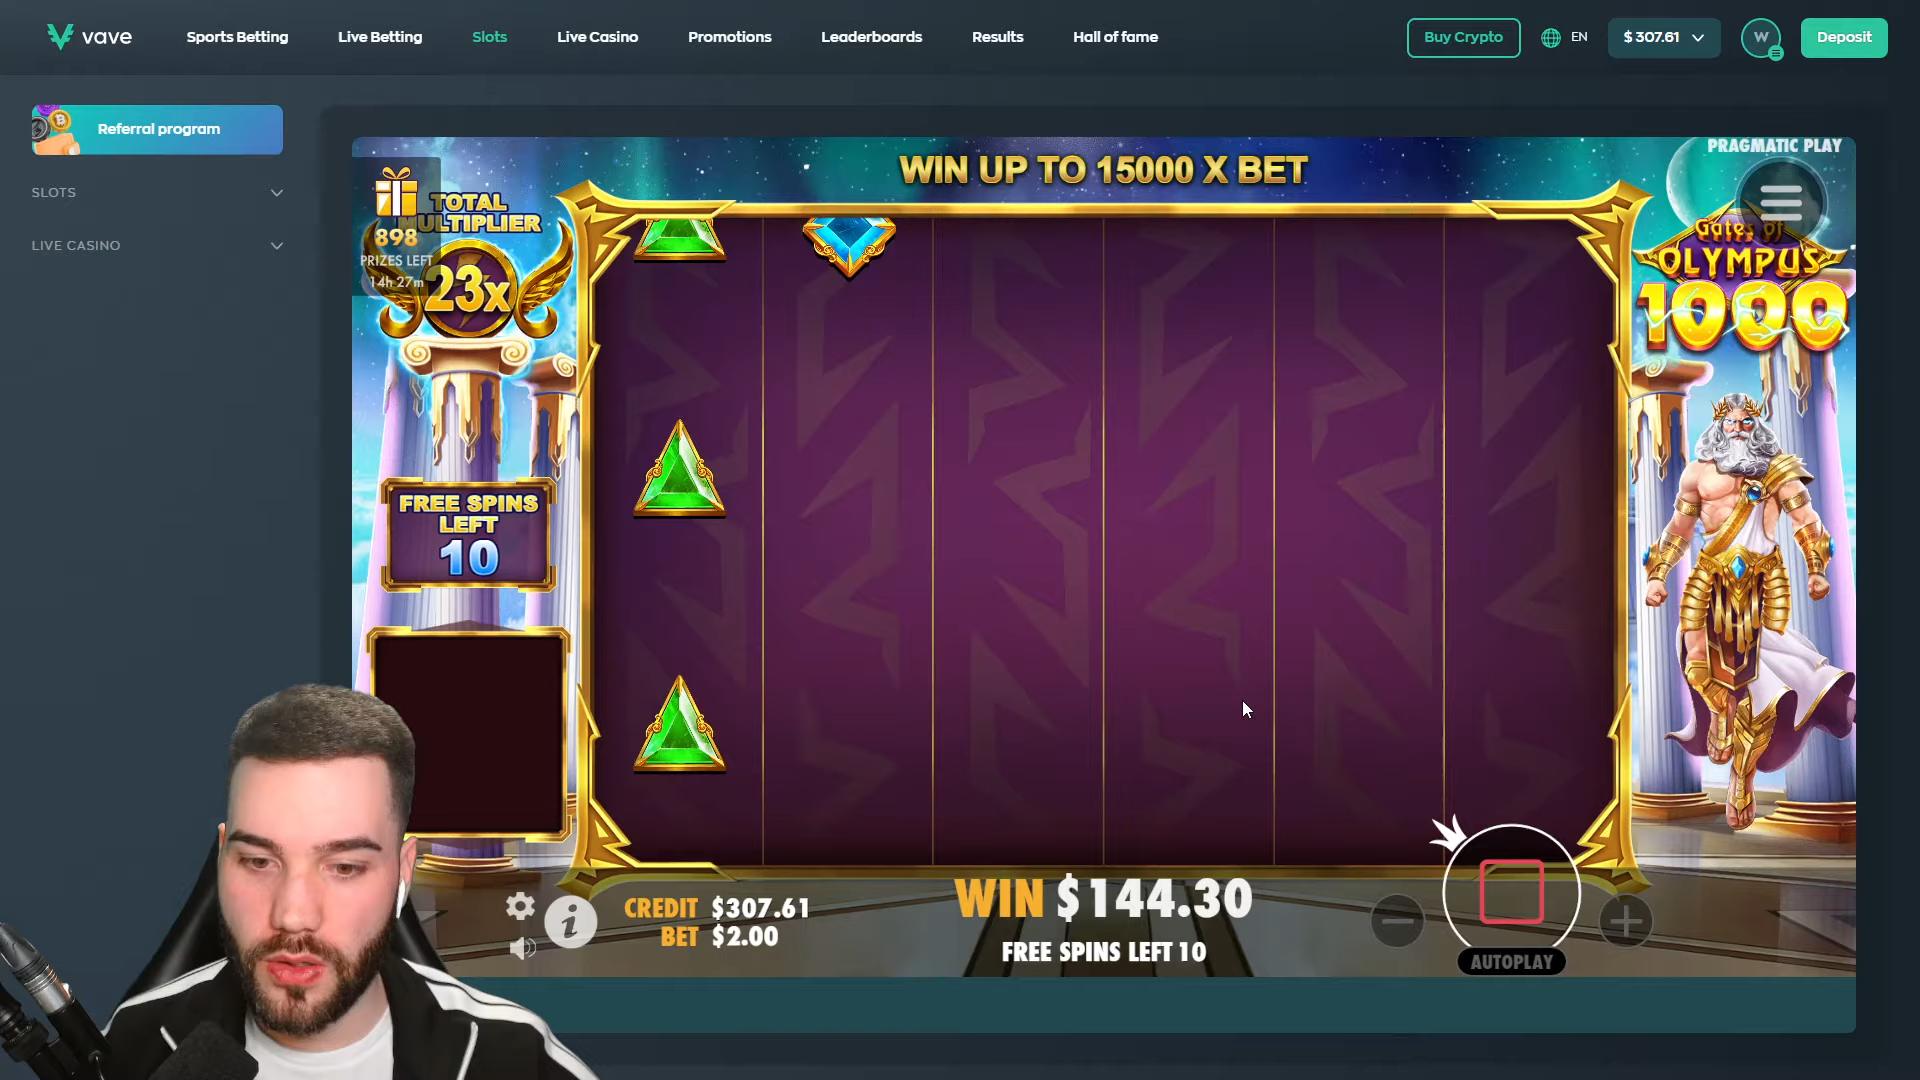 vave
Sports Betting
Live Betting
Slots
Live Casino
Promotions
Leaderboards
Results
Hall of fame
Buy Crypto
EN
$ 307.61
W
Deposit
Referral program
SLOTS
LIVE CASINO
WIN UP TO 15000 X BET
PRAGMATIC PLAY
TOTAL
MULTIPLIER
898
PRIZES LEFT
14h 27m
23x
Gates of
OLYMPUS
1000
FREE SPINS
LEFT
10
CREDIT $307.61
BET $2.00
WIN $144.30
FREE SPINS LEFT 10
AUTOPLAY